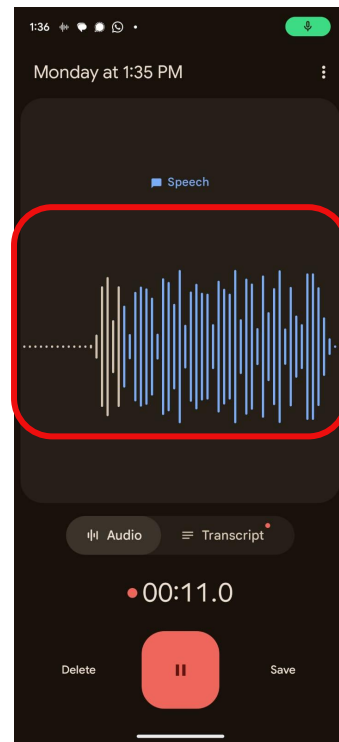 1:36
Monday at 1:35 PM
Speech
Audio Transcript
00:11.0
Delete Save